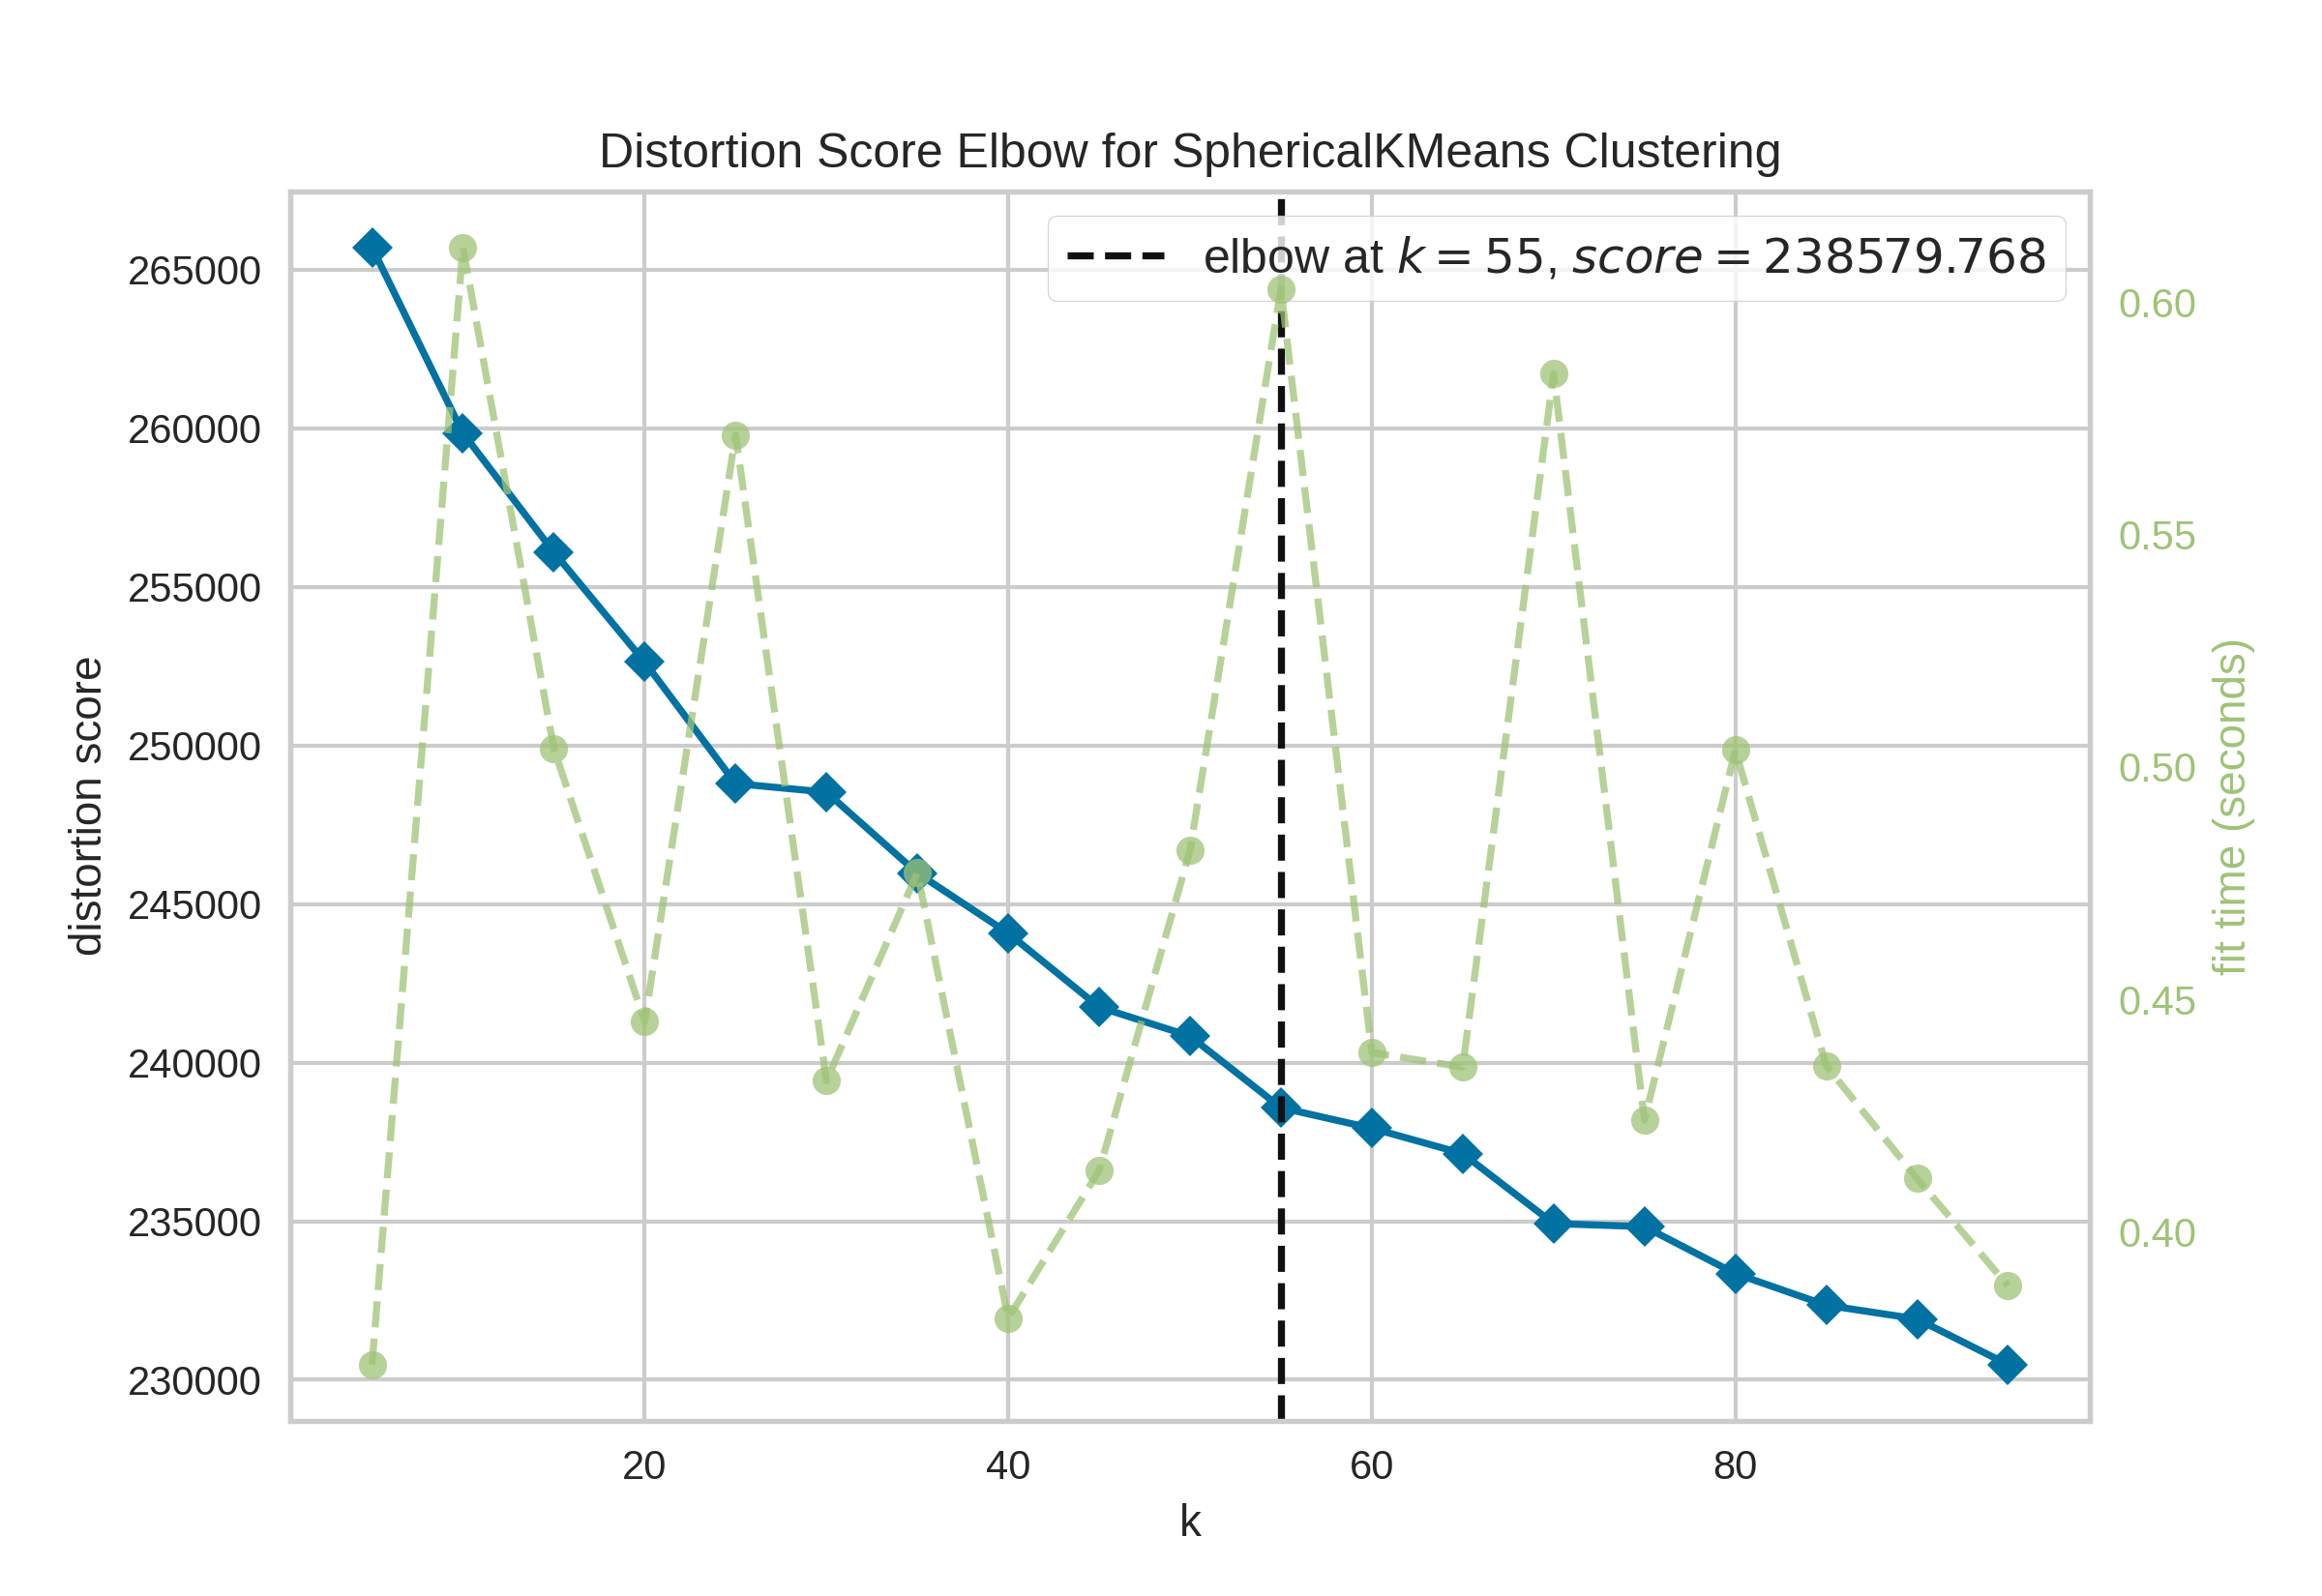 Distortion Score Elbow for SphericalKMeans Clustering
elbow at k = 55, score = 238579.768
265000
260000
255000
250000
245000
240000
235000
230000
distortion score
0.60
0.55
0.50
0.45
0.40
fit time (seconds)
20 40 60 80
k